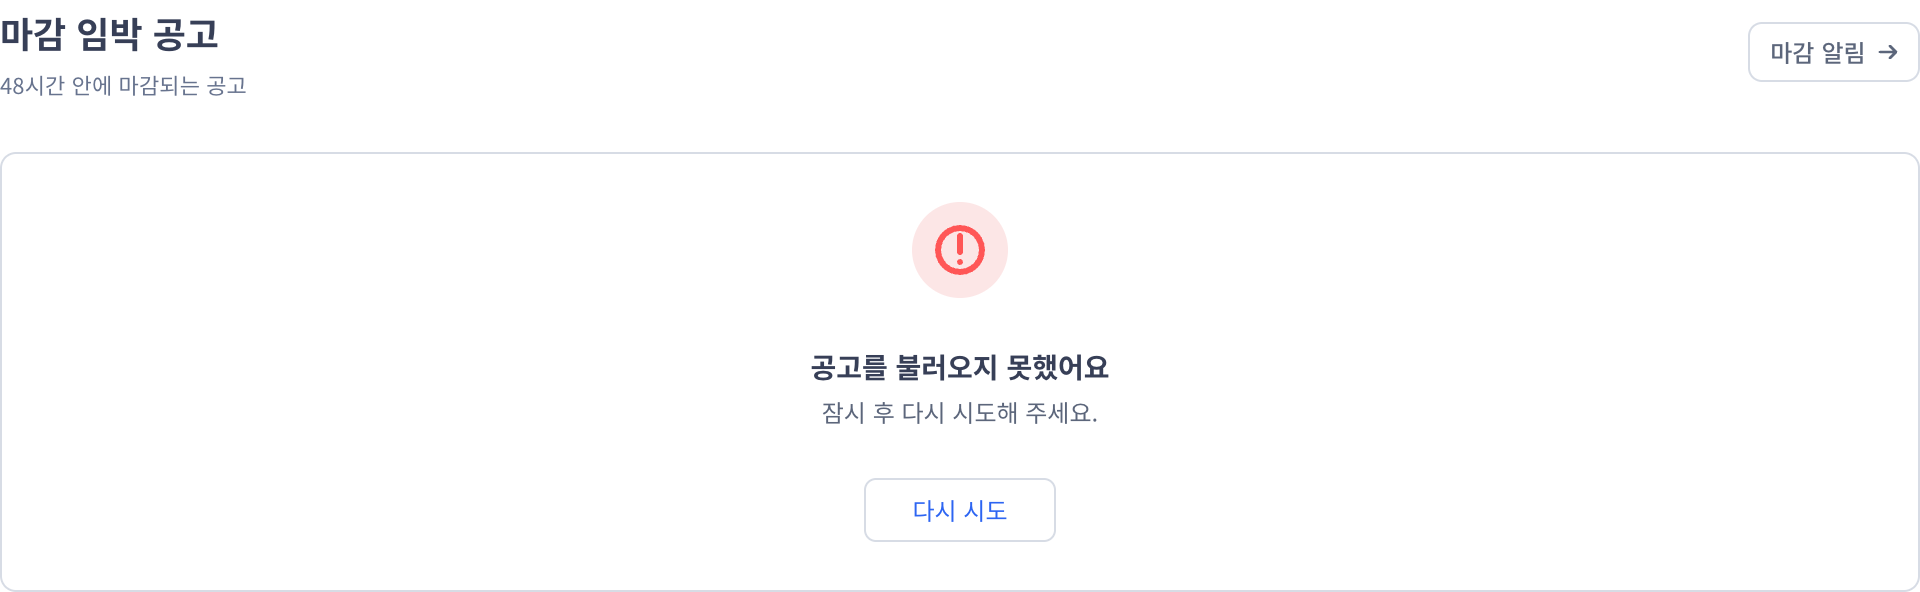 마감 임박 공고
48시간 안에 마감되는 공고
마감 알림 →
공고를 불러오지 못했어요
잠시 후 다시 시도해 주세요.
다시 시도